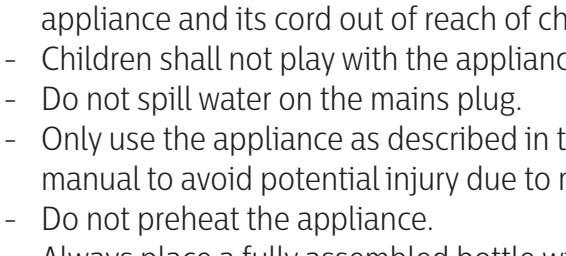 appliance and its cord out of reach of ch
- Children shall not play with the applianc
- Do not spill water on the mains plug.
- Only use the appliance as described in t
manual to avoid potential injury due to
- Do not preheat the appliance.
Always place a fully assembled bottle